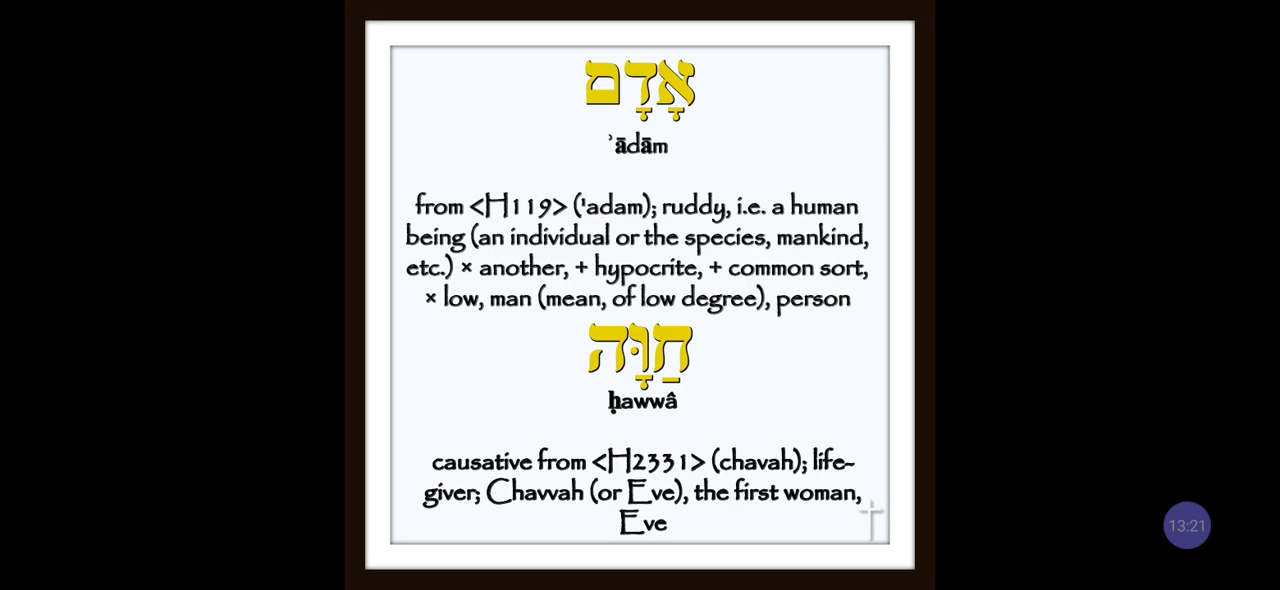 אָדָם
ʾādām
from <H119> ('adam); ruddy, i.e. a human
being (an individual or the species, mankind,
etc.) × another, + hypocrite, + common sort,
× low, man (mean, of low degree), person
חַוָּה
ḥawwâ
causative from <H2331> (chavah); life-
giver; Chavvah (or Eve), the first woman,
Eve
13:21